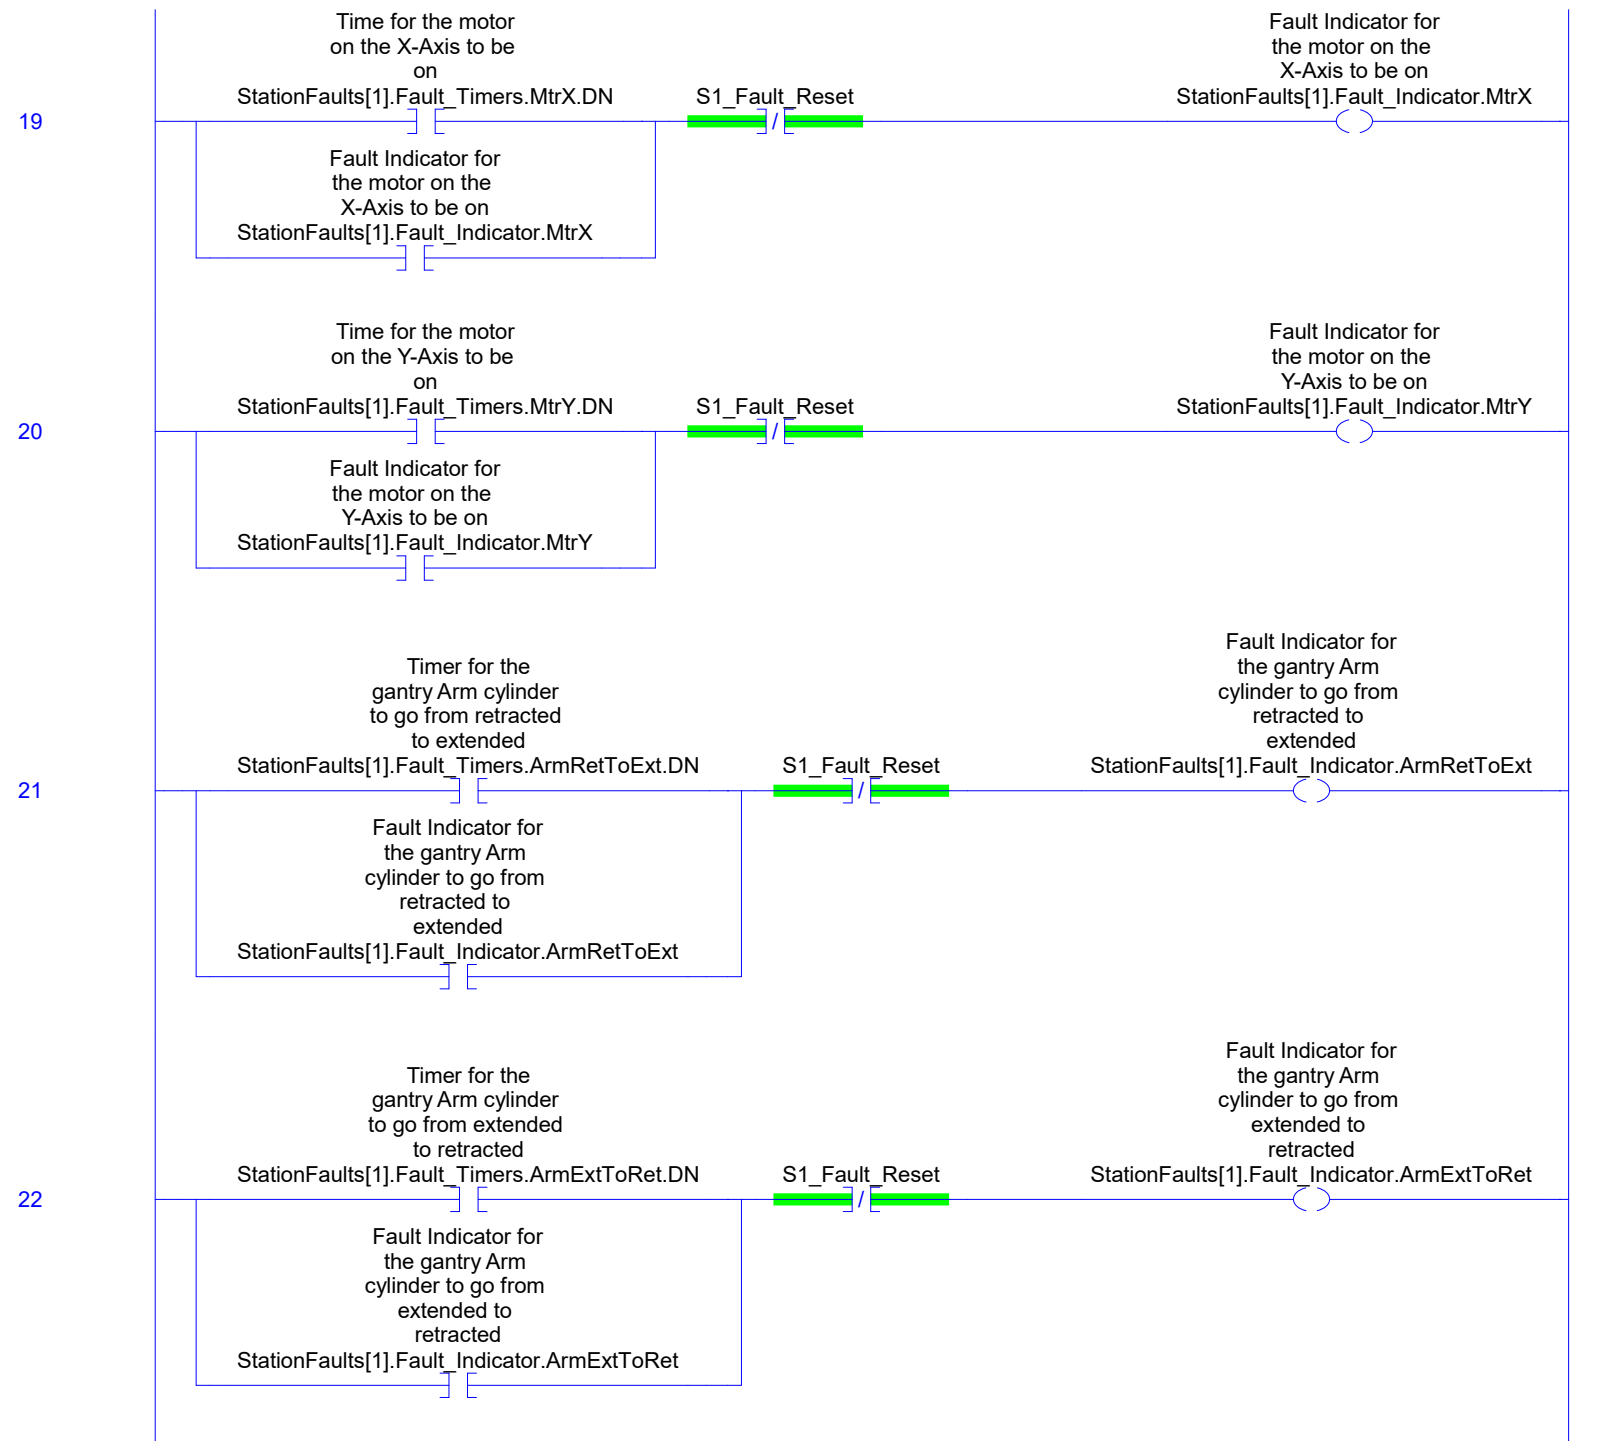 Time for the motor
on the X-Axis to be
on
StationFaults[1].Fault_Timers.MtrX.DN
S1_Fault_Reset
Fault Indicator for
the motor on the
X-Axis to be on
StationFaults[1].Fault_Indicator.MtrX
19
/
Fault Indicator for
the motor on the
X-Axis to be on
StationFaults[1].Fault_Indicator.MtrX
Time for the motor
on the Y-Axis to be
on
StationFaults[1].Fault_Timers.MtrY.DN
S1_Fault_Reset
Fault Indicator for
the motor on the
Y-Axis to be on
StationFaults[1].Fault_Indicator.MtrY
20
/
Fault Indicator for
the motor on the
Y-Axis to be on
StationFaults[1].Fault_Indicator.MtrY
Timer for the
gantry Arm cylinder
to go from retracted
to extended
StationFaults[1].Fault_Timers.ArmRetToExt.DN
S1_Fault_Reset
Fault Indicator for
the gantry Arm
cylinder to go from
retracted to
extended
StationFaults[1].Fault_Indicator.ArmRetToExt
21
/
Fault Indicator for
the gantry Arm
cylinder to go from
retracted to
extended
StationFaults[1].Fault_Indicator.ArmRetToExt
Timer for the
gantry Arm cylinder
to go from extended
to retracted
StationFaults[1].Fault_Timers.ArmExtToRet.DN
S1_Fault_Reset
Fault Indicator for
the gantry Arm
cylinder to go from
extended to
retracted
StationFaults[1].Fault_Indicator.ArmExtToRet
22
/
Fault Indicator for
the gantry Arm
cylinder to go from
extended to
retracted
StationFaults[1].Fault_Indicator.ArmExtToRet